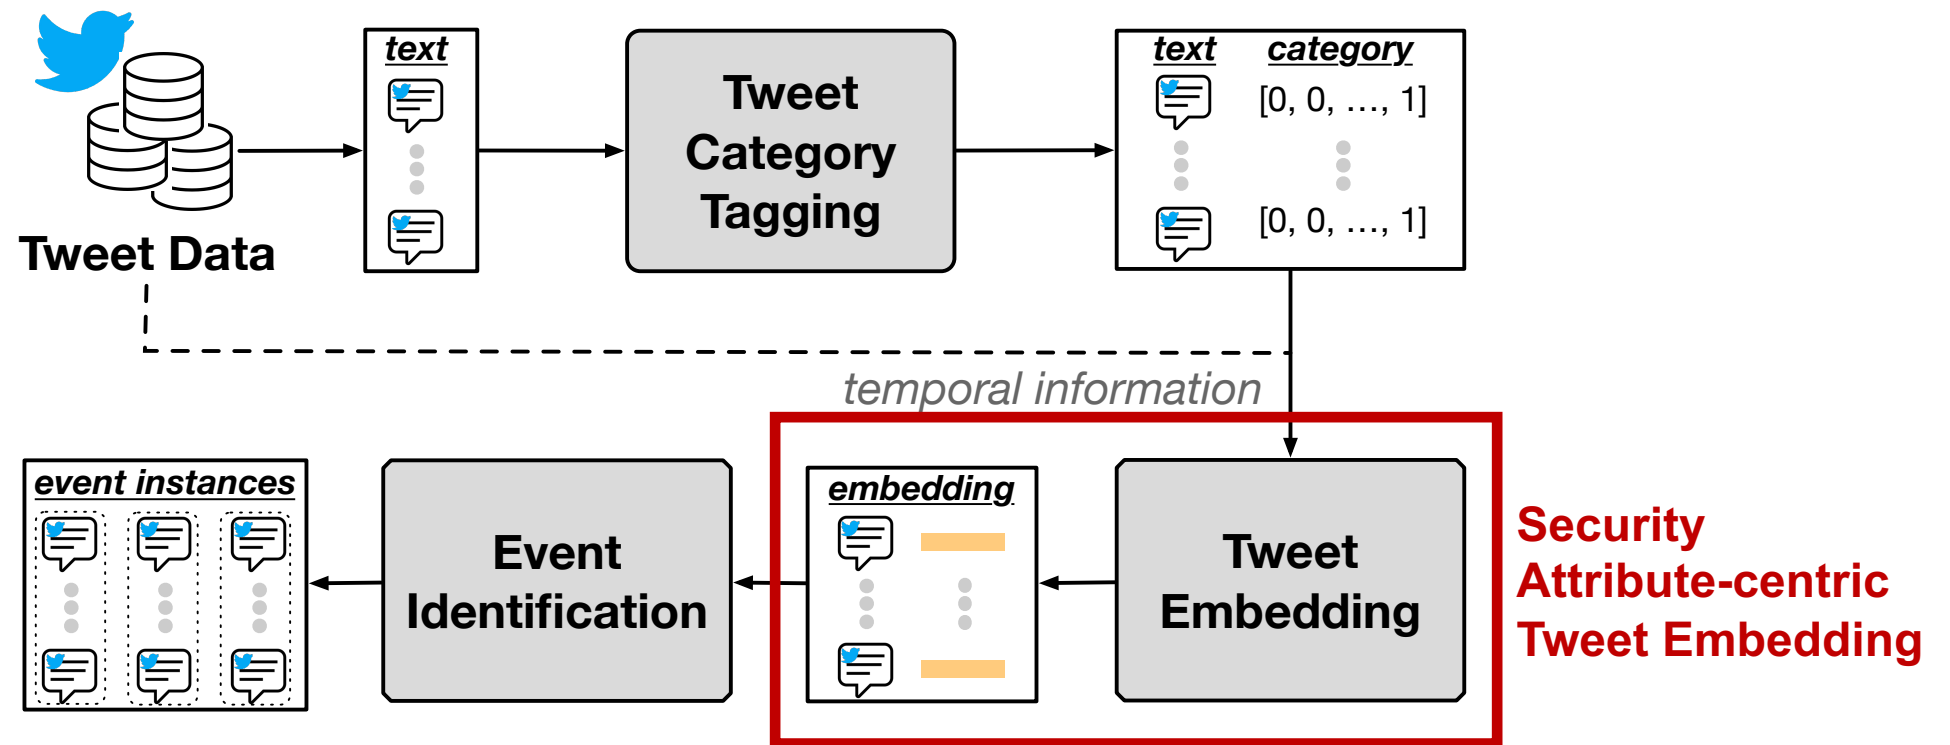 text
Tweet
Category
Tagging
text category
[0, 0, ..., 1]
[0, 0, ..., 1]
Tweet Data
temporal information
event instances
Event
Identification
embedding
Tweet
Embedding
Security
Attribute-centric
Tweet Embedding